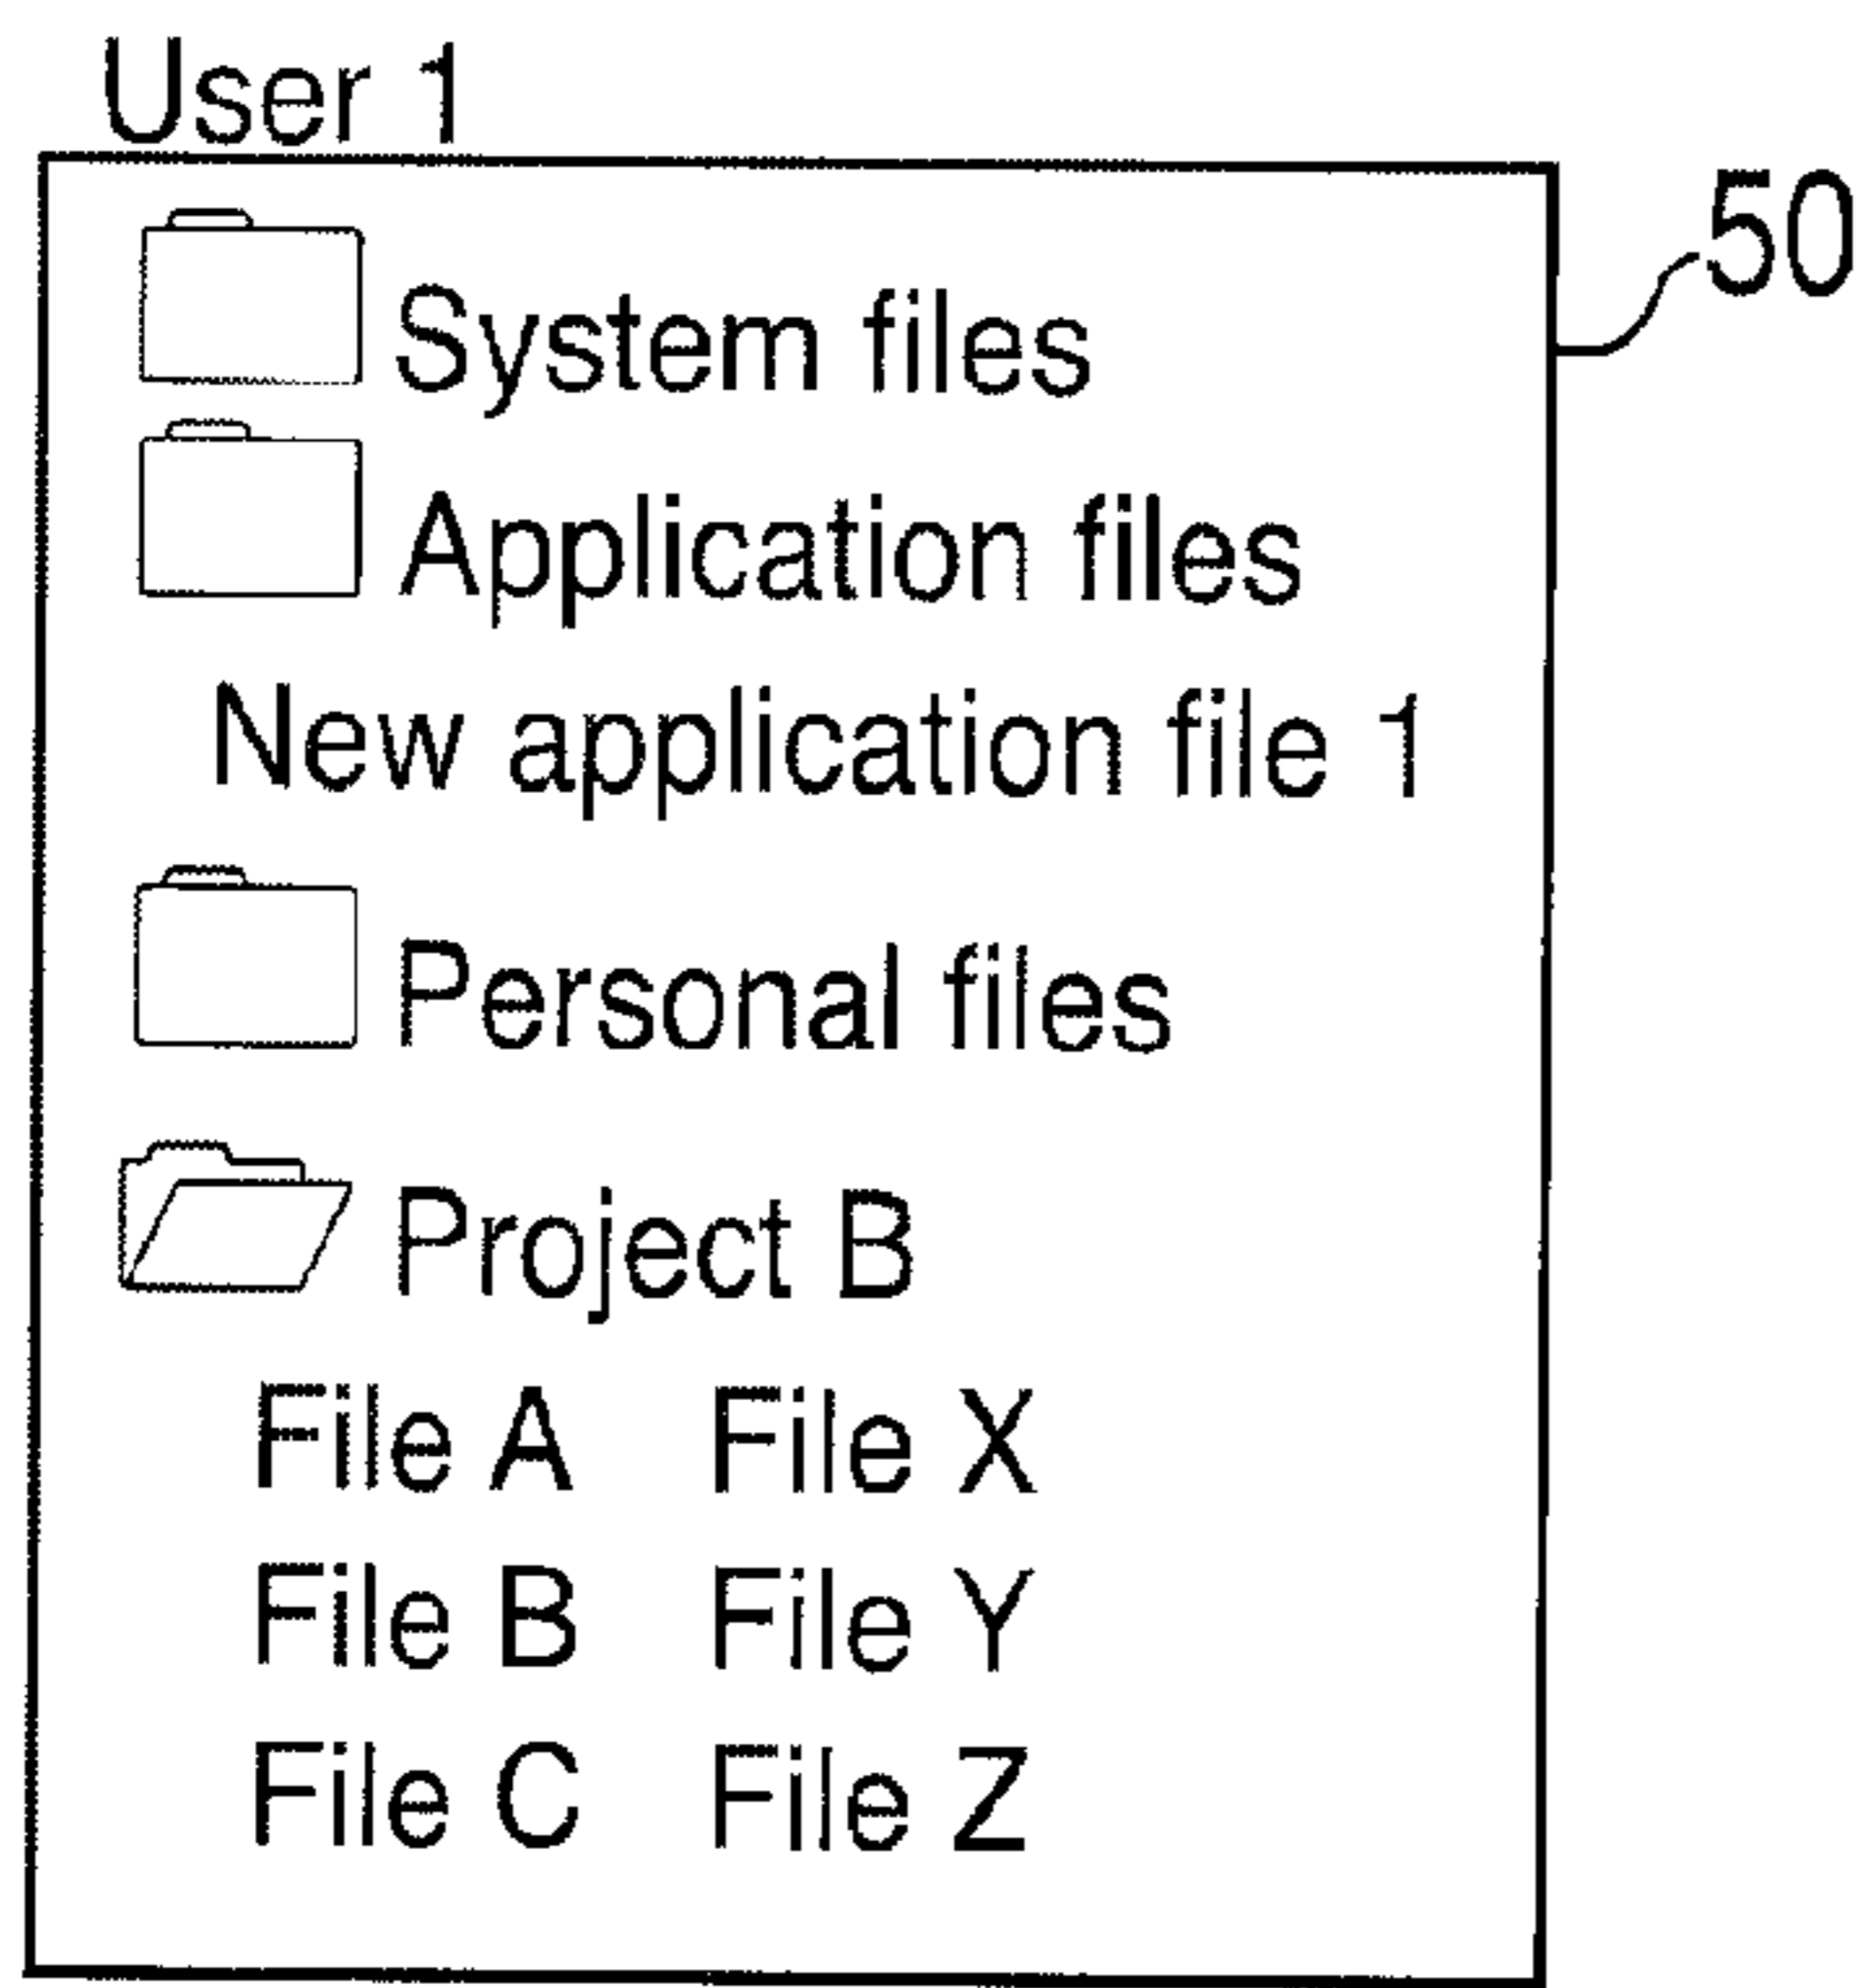 User 1
50
System files
Application files
New application file 1
Personal files
Project B
File A File X
File B File Y
File C File Z